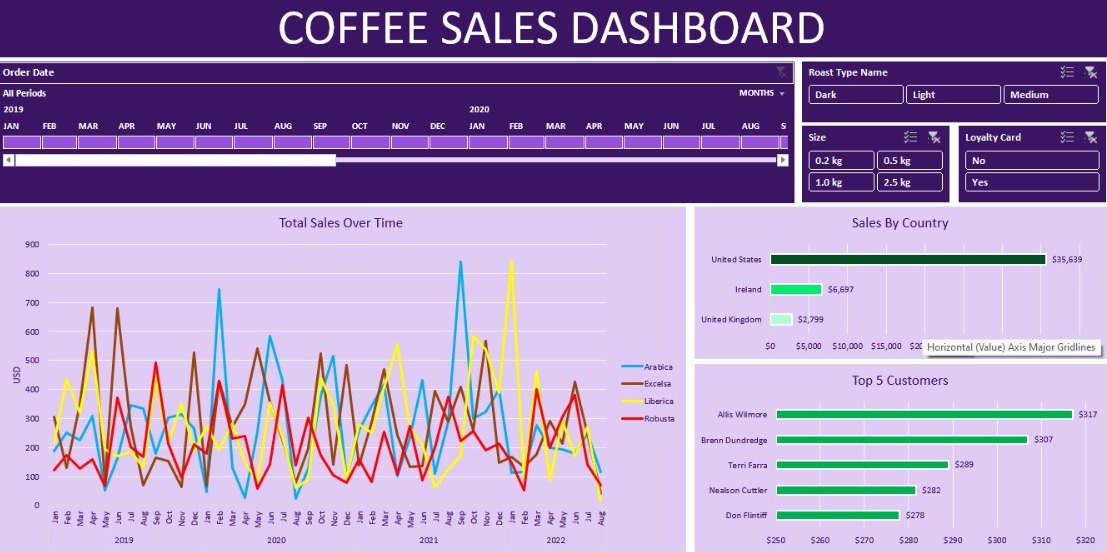 COFFEE SALES DASHBOARD
Order Date
All Periods MONTHS
2019 2020
JAN FEB MAR APR MAY JUN JUL AUG SEP OCT NOV DEC JAN FEB MAR APR MAY JUN JUL AUG S
Roast Type Name
Dark Light Medium
Size
0.2 kg 0.5 kg
1.0 kg 2.5 kg
Loyalty Card
No
Yes
Total Sales Over Time
900
800
700
600
500
400
300
200
100
0
USD
Jan Feb Mar Apr May Jun Jul Aug Sep Oct Nov Dec Jan Feb Mar Apr May Jun Jul Aug Sep Oct Nov Dec Jan Feb Mar Apr May Jun Jul Aug Sep Oct Nov Dec Jan Feb Mar Apr May Jun Jul Aug
2019 2020 2021 2022
Arabica
Excelsa
Liberica
Robusta
Sales By Country
United States $35,639
Ireland $6,697
United Kingdom $2,799
$0 $5,000 $10,000 $15,000
Horizontal (Value) Axis Major Gridlines
Top 5 Customers
Allis Wilmore $317
Brenn Dundredge $307
Terri Farra $289
Nealson Cuttler $282
Don Flintiff $278
$250 $260 $270 $280 $290 $300 $310 $320